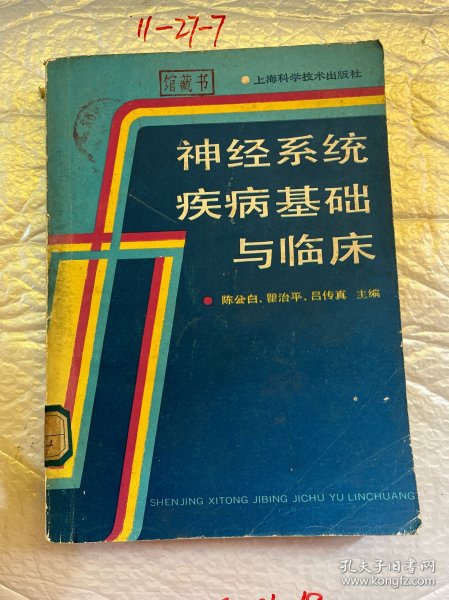 11-27-7
馆藏书
上海科学技术出版社
神经系统
疾病基础
与临床
陈公白、瞿治平、吕传真 主编
SHENJING XITONG JIBING JICHU YU LINCHUANG
孔夫子旧书网
www.kongfz.com